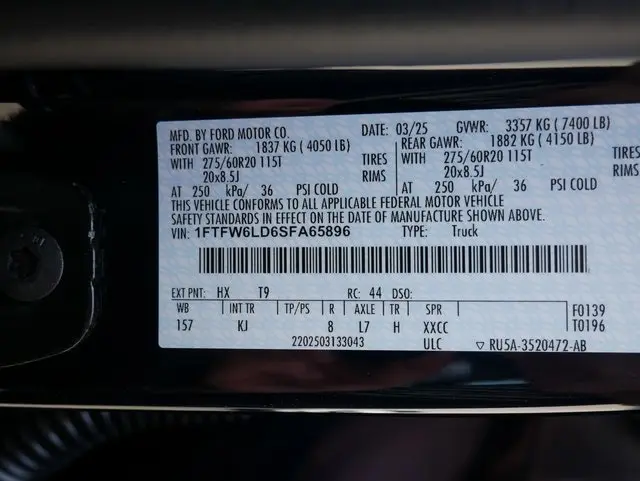 MFD. BY FORD MOTOR CO.
DATE: 03/25 GVWR: 3357 KG ( 7400 LB)
FRONT GAWR: 1837 KG ( 4050 LB) REAR GAWR: 1882 KG ( 4150 LB)
WITH 275/60R20 115T TIRES WITH 275/60R20 115T TIRES
20x8.5J RIMS 20x8.5J RIMS
AT 250 kPa/ 36 PSI COLD AT 250 kPa/ 36 PSI COLD
THIS VEHICLE CONFORMS TO ALL APPLICABLE FEDERAL MOTOR VEHICLE
SAFETY STANDARDS IN EFFECT ON THE DATE OF MANUFACTURE SHOWN ABOVE.
VIN: 1FTFW6LD6SFA65896 TYPE: Truck
EXT PNT: HX T9 RC: 44 DSO:
WB INT TR TP/PS R AXLE TR SPR F0139
157 KJ 8 L7 H XXCC T0196
2202503133043 ULC ▽ RU5A-3520472-AB